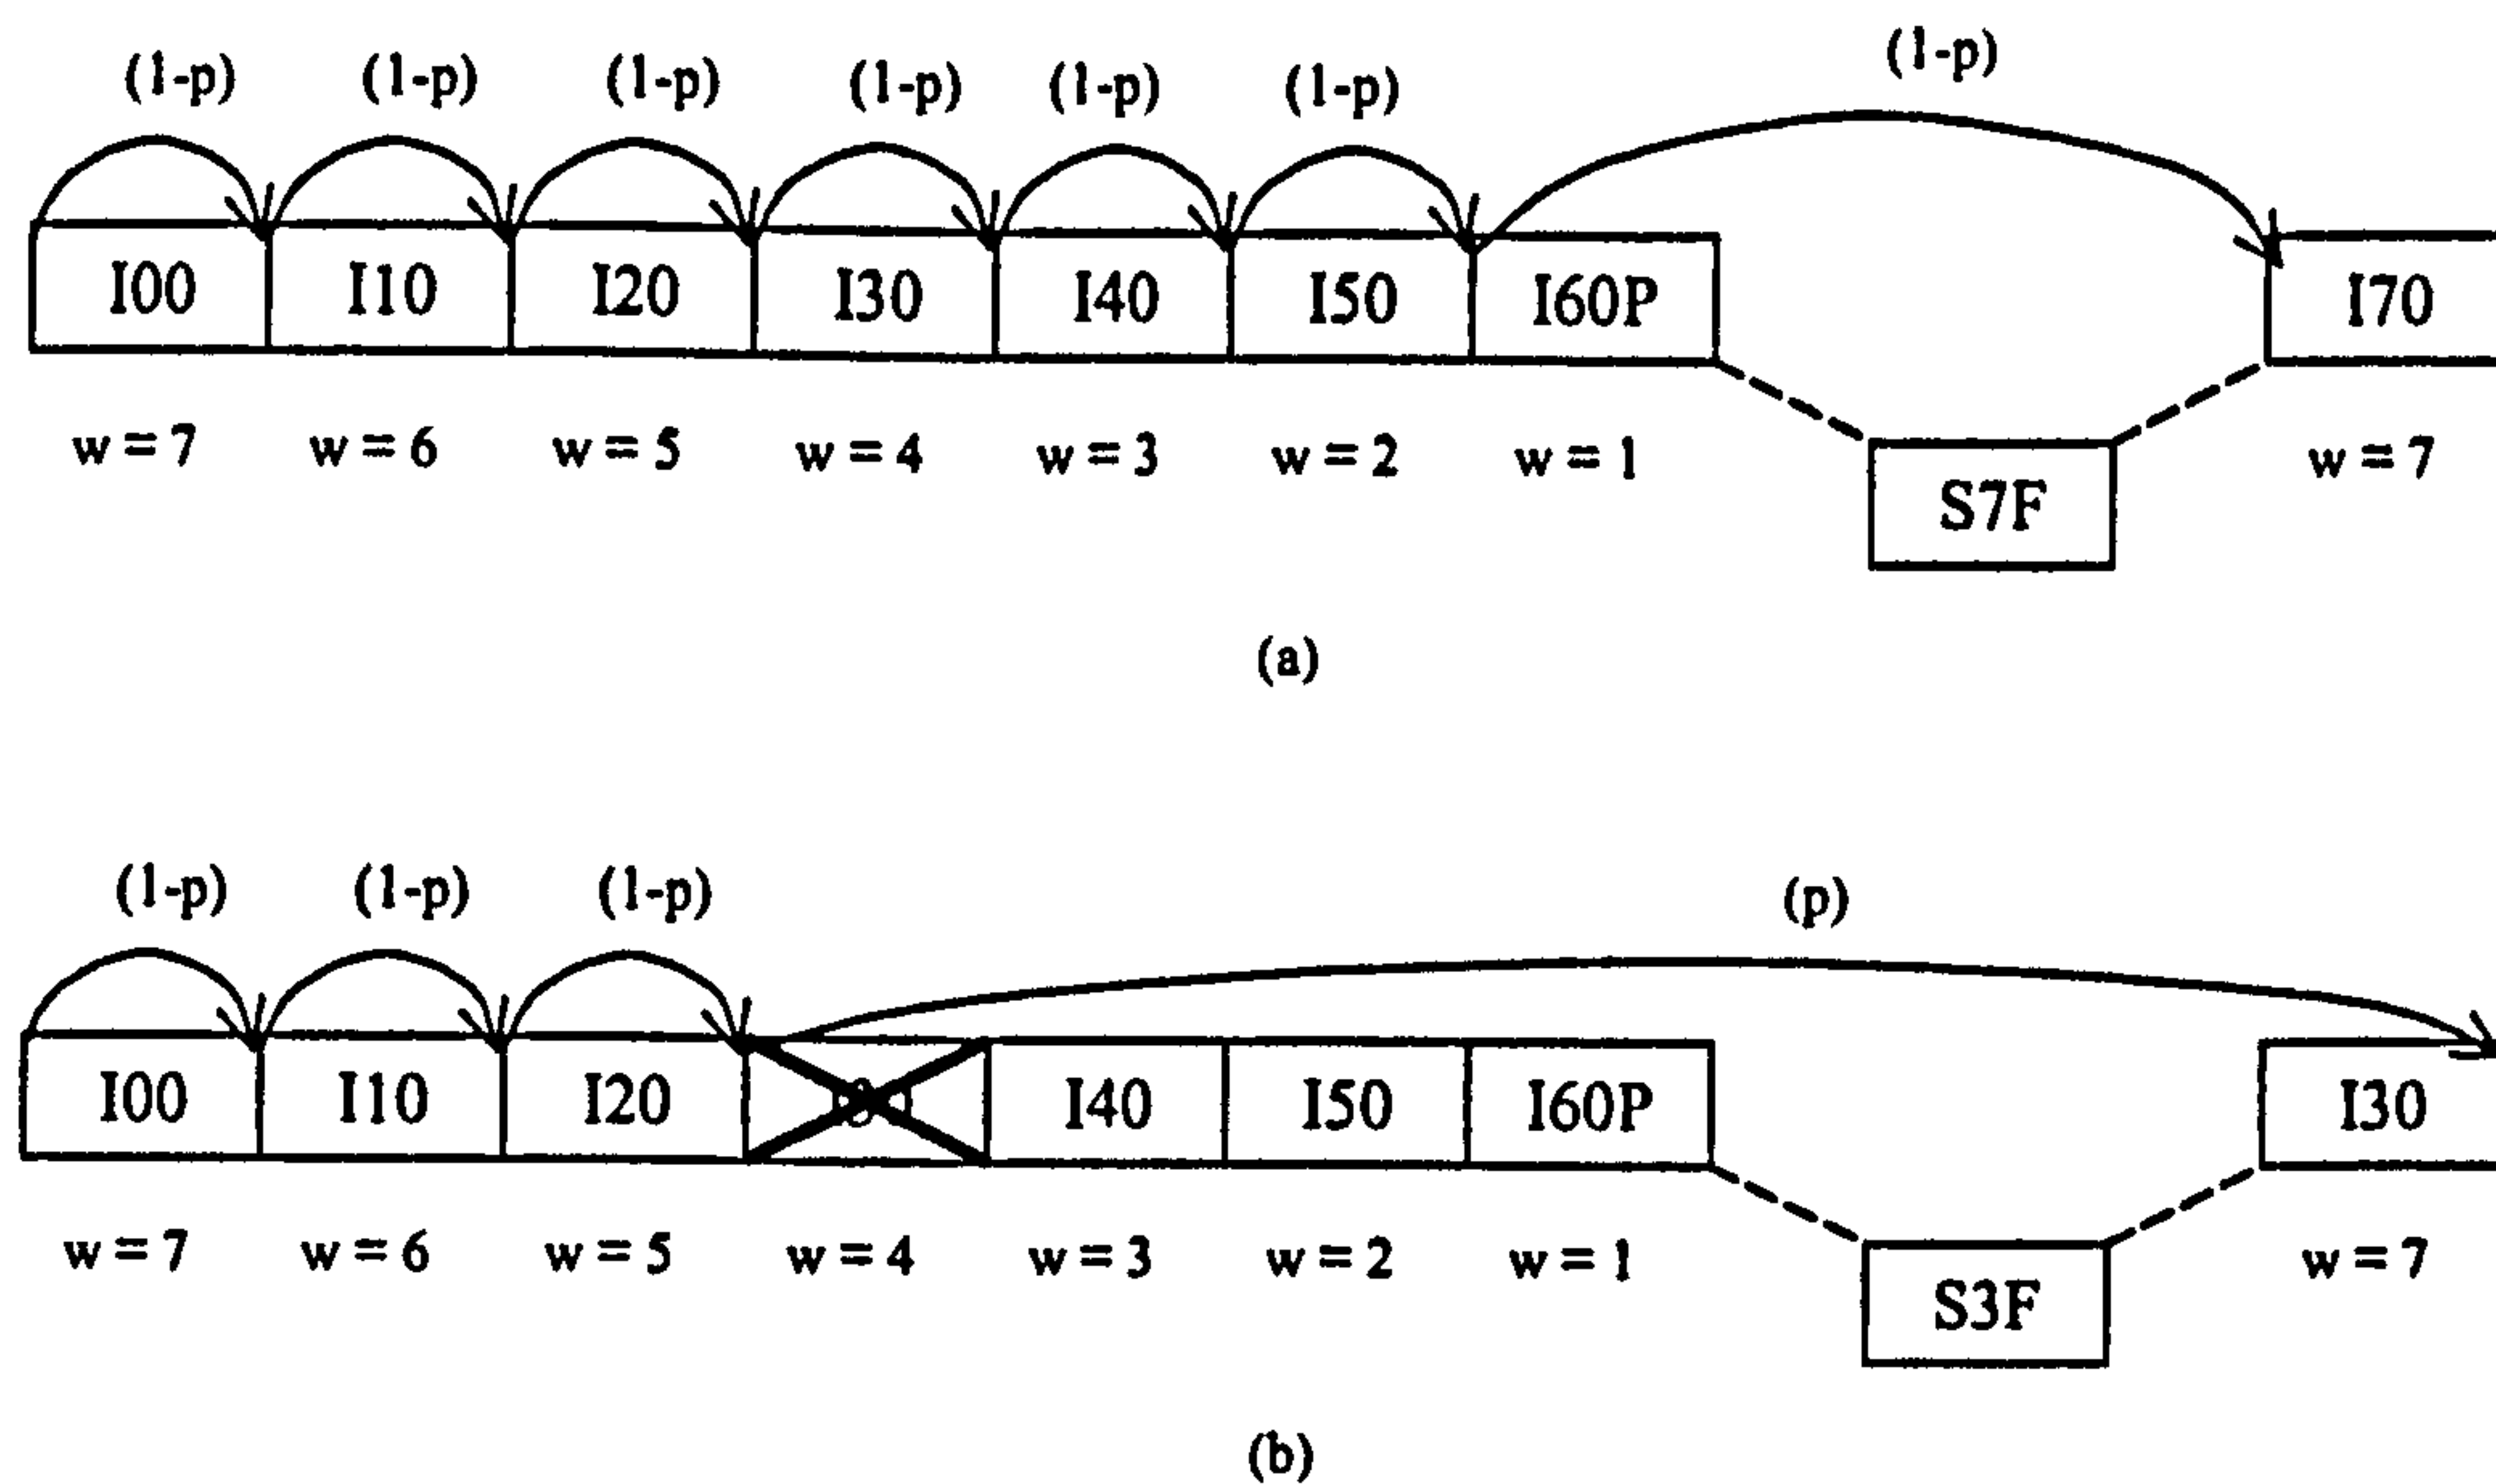 (1-p) (1-p) (1-p) (1-p) (1-p) (1-p) (1-p)
I00 I10 I20 I30 I40 I50 I60P I70
w = 7 w = 6 w = 5 w = 4 w = 3 w = 2 w = 1 w = 7
S7F
(a)
(1-p) (1-p) (1-p) (p)
I00 I10 I20 I40 I50 I60P I30
w = 7 w = 6 w = 5 w = 4 w = 3 w = 2 w = 1 w = 7
S3F
(b)